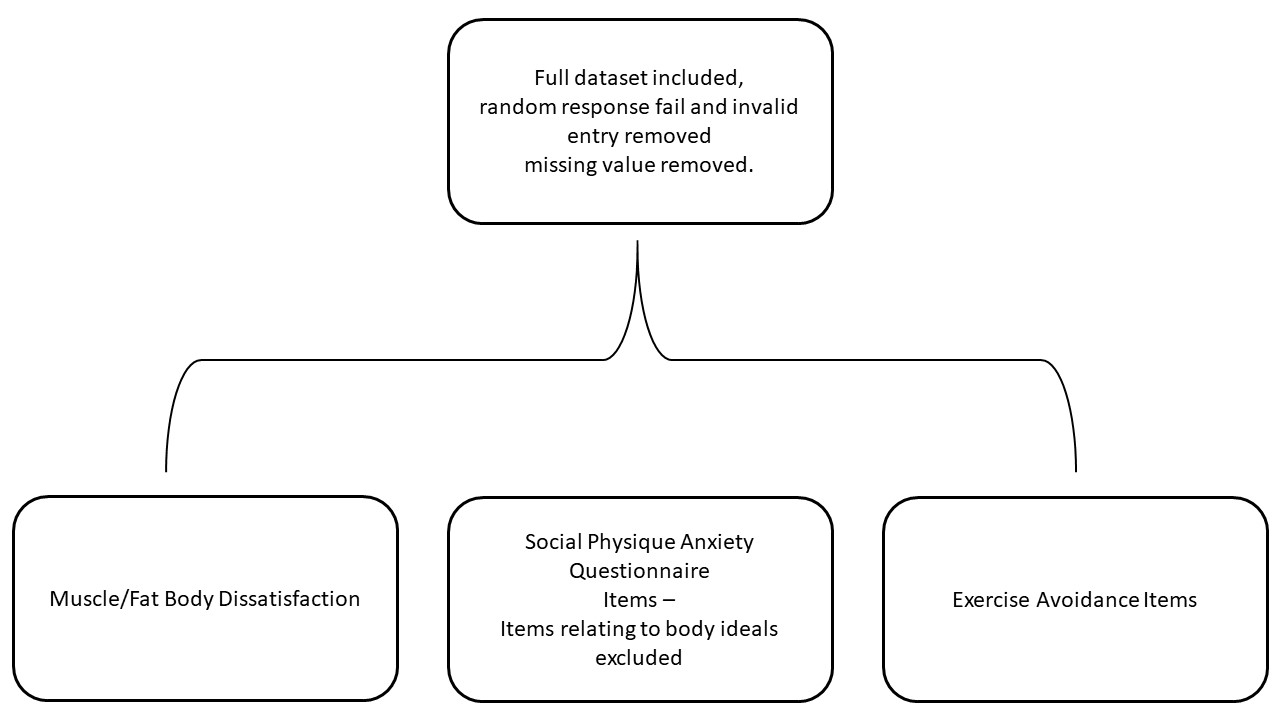 Full dataset included,
random response fail and invalid
entry removed
missing value removed.
Muscle/Fat Body Dissatisfaction
Social Physique Anxiety
Questionnaire
Items –
Items relating to body ideals
excluded
Exercise Avoidance Items